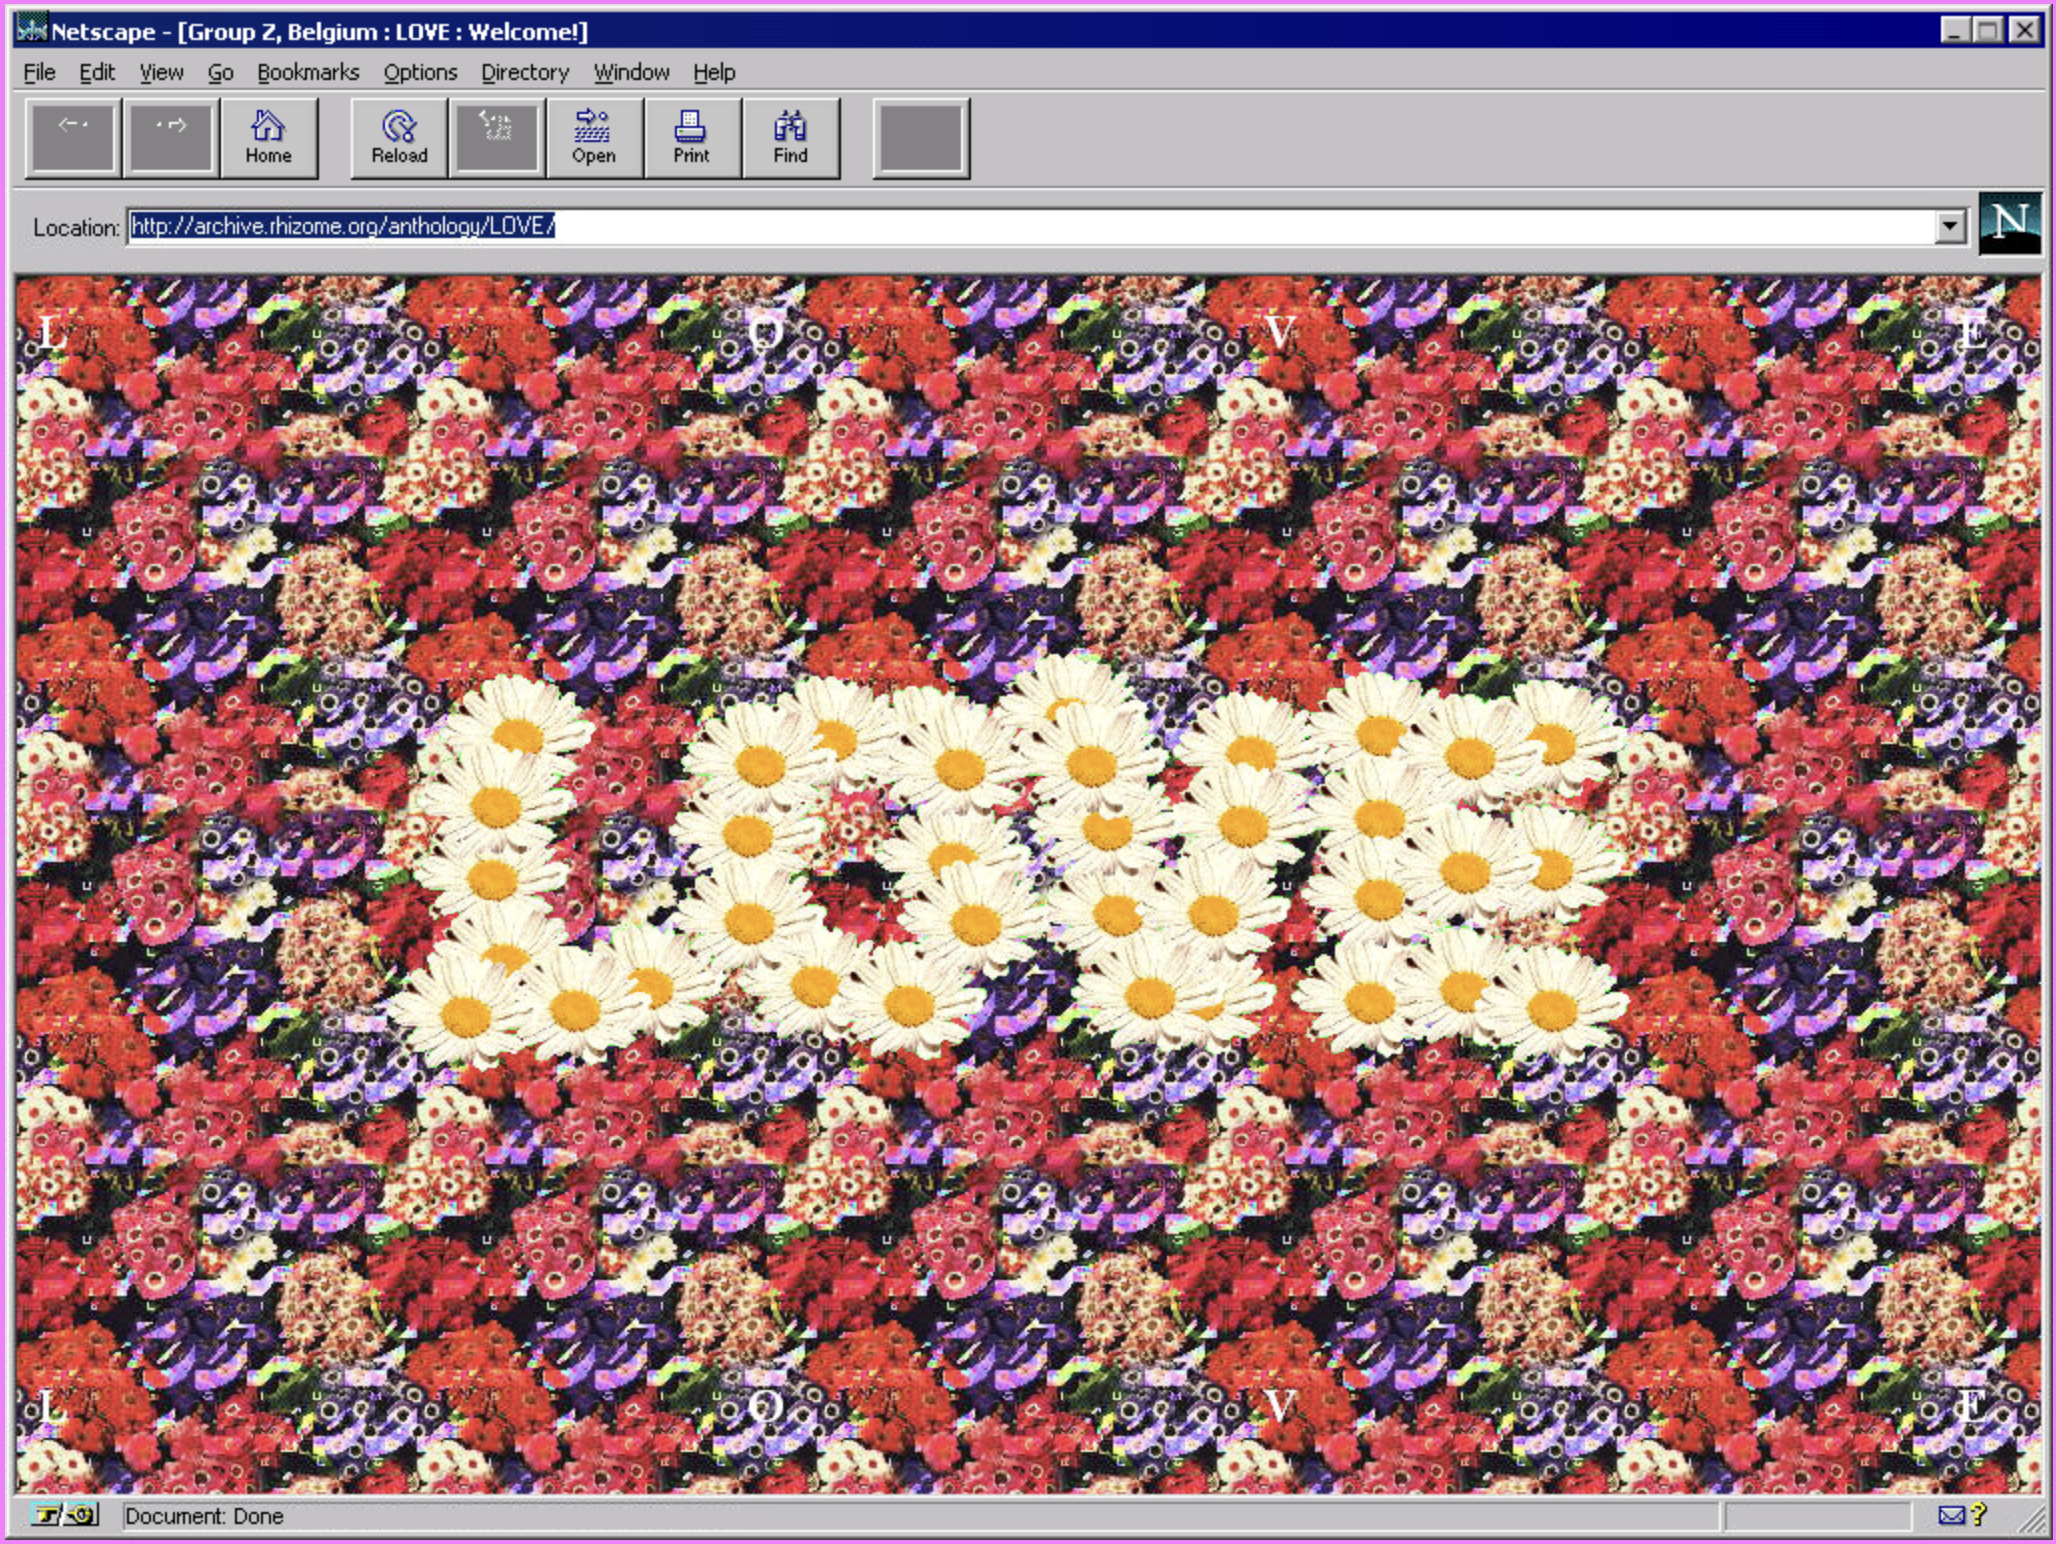 Netscape - [Group Z, Belgium : LOVE : Welcome!]
File Edit View Go Bookmarks Options Directory Window Help
Home Reload Open Print Find
Location: http://archive.rhizome.org/anthology/LOVE/ N
L O V E
LOVE
L O V E
Document: Done